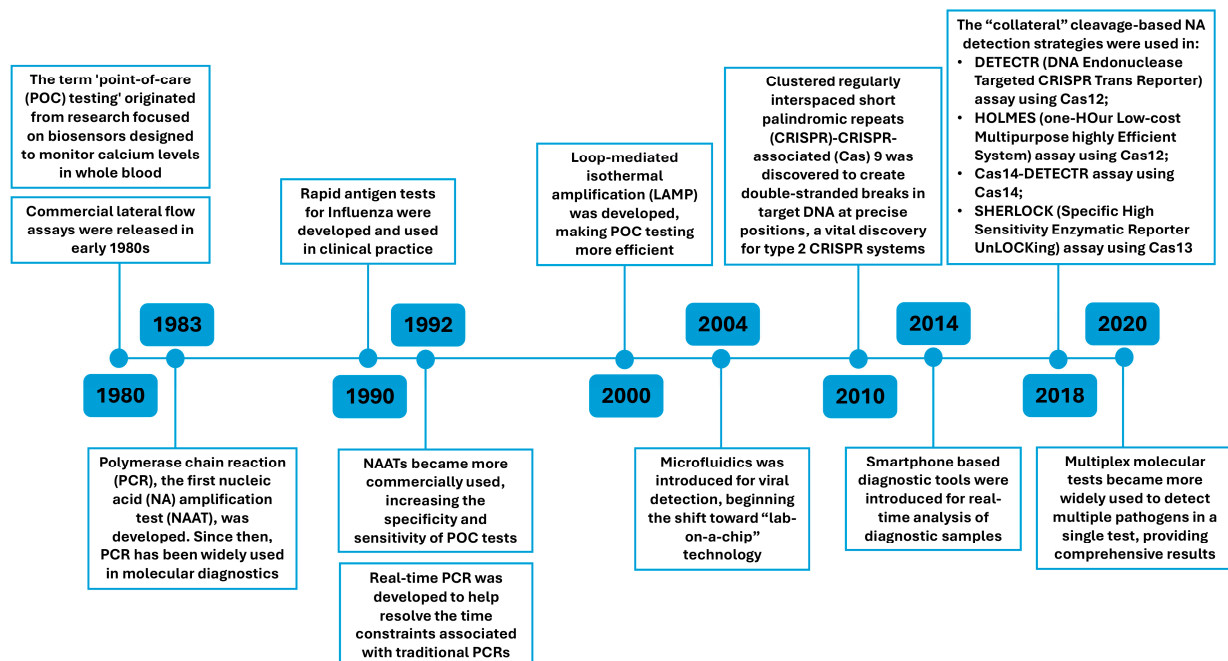 The term 'point-of-care
(POC) testing' originated
from research focused
on biosensors designed
to monitor calcium levels
in whole blood
Commercial lateral flow
assays were released in
early 1980s
Rapid antigen tests
for Influenza were
developed and used
in clinical practice
Loop-mediated
isothermal
amplification (LAMP)
was developed,
making POC testing
more efficient
Clustered regularly
interspaced short
palindromic repeats
(CRISPR)-CRISPR-
associated (Cas) 9 was
discovered to create
double-stranded breaks in
target DNA at precise
positions, a vital discovery
for type 2 CRISPR systems
The “collateral” cleavage-based NA
detection strategies were used in:
• DETECTR (DNA Endonuclease
Targeted CRISPR Trans Reporter)
assay using Cas12;
• HOLMES (one-HOur Low-cost
Multipurpose highly Efficient
System) assay using Cas12;
• Cas14-DETECTR assay using
Cas14;
• SHERLOCK (Specific High
Sensitivity Enzymatic Reporter
UnLOCKing) assay using Cas13
1983
1992
2004
2014
2020
1980
1990
2000
2010
2018
Polymerase chain reaction
(PCR), the first nucleic
acid (NA) amplification
test (NAAT), was
developed. Since then,
PCR has been widely used
in molecular diagnostics
NAATs became more
commercially used,
increasing the
specificity and
sensitivity of POC tests
Real-time PCR was
developed to help
resolve the time
constraints associated
with traditional PCRs
Microfluidics was
introduced for viral
detection, beginning
the shift toward “lab-
on-a-chip”
technology
Smartphone based
diagnostic tools were
introduced for real-
time analysis of
diagnostic samples
Multiplex molecular
tests became more
widely used to detect
multiple pathogens in a
single test, providing
comprehensive results